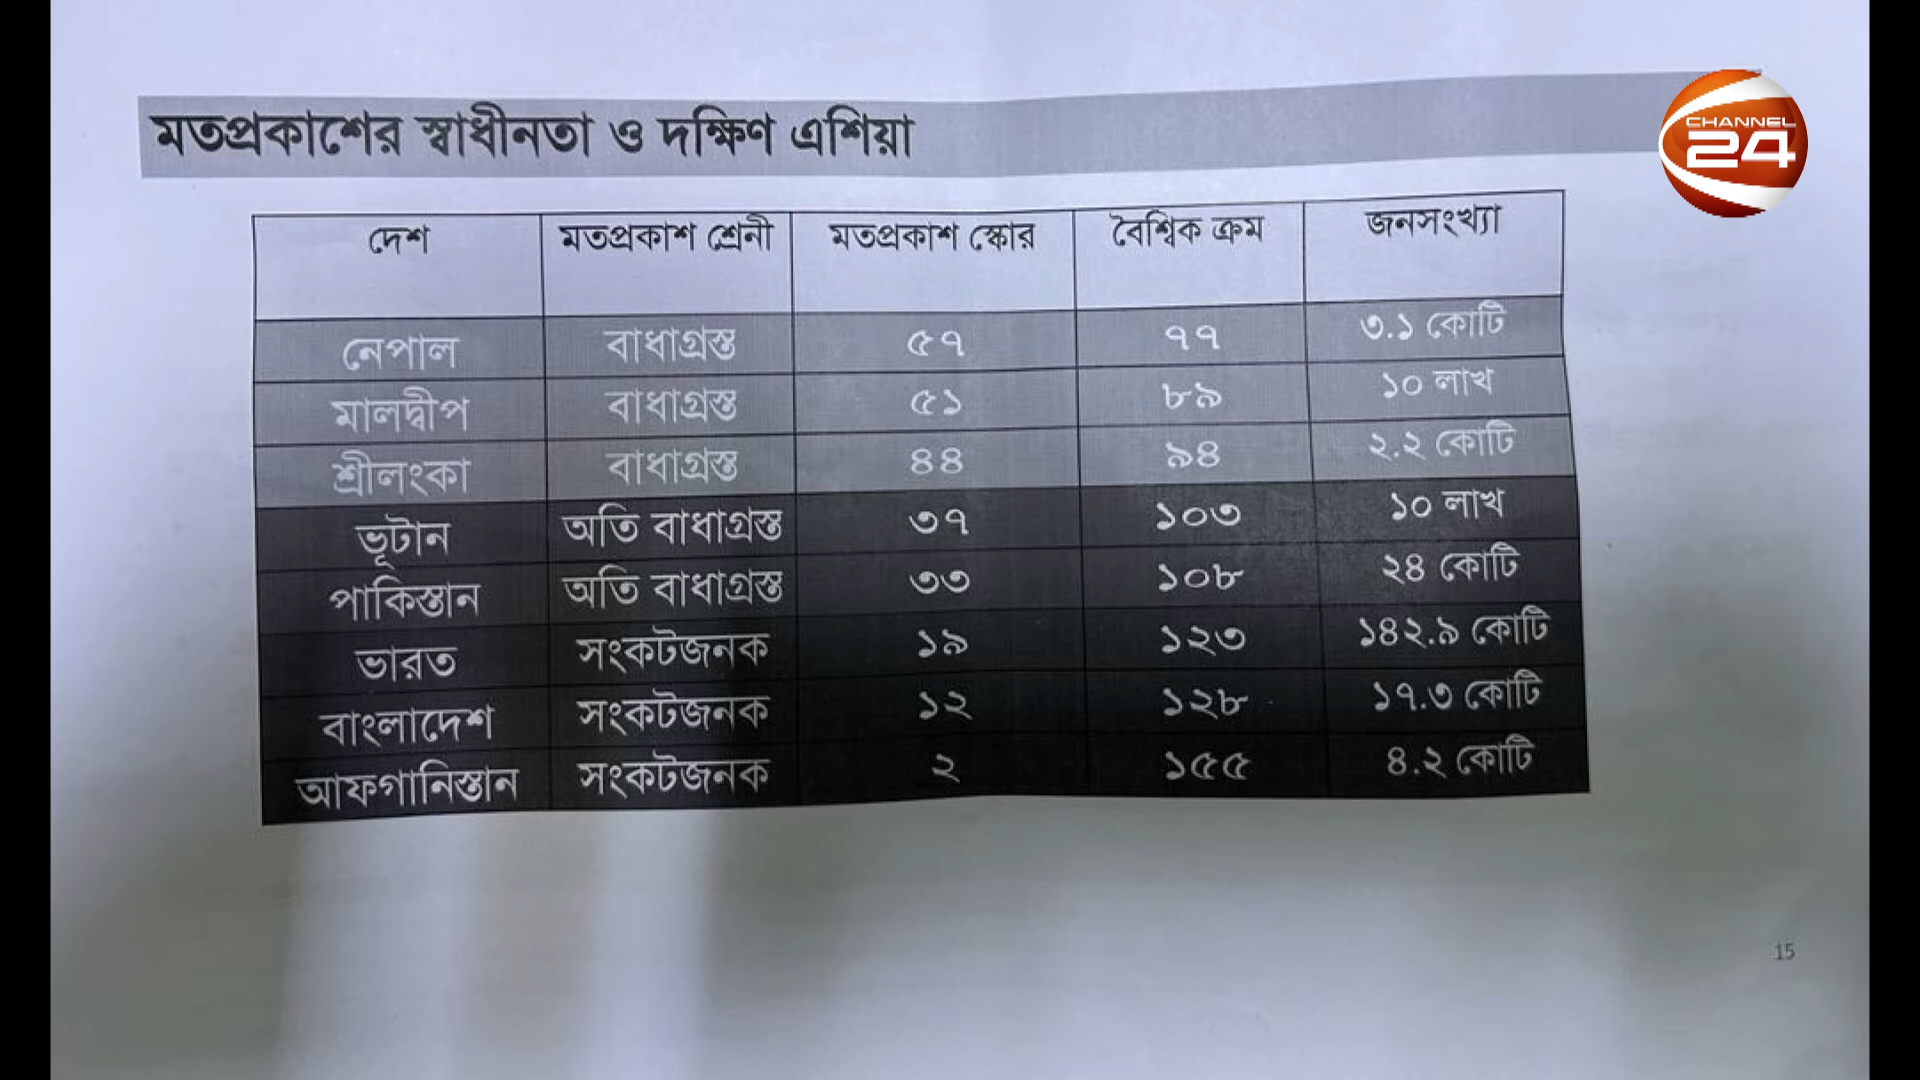 মতপ্রকাশের স্বাধীনতা ও দক্ষিণ এশিয়া
CHANNEL
24
দেশ মতপ্রকাশ শ্রেনী মতপ্রকাশ স্কোর বৈশ্বিক ক্রম জনসংখ্যা
নেপাল বাধাগ্রস্ত ৫৭ ৭৭ ৩.১ কোটি
মালদ্বীপ বাধাগ্রস্ত ৫১ ৮৯ ১০ লাখ
শ্রীলংকা বাধাগ্রস্ত ৪৪ ৯৪ ২.২ কোটি
ভূটান অতি বাধাগ্রস্ত ৩৭ ১০৩ ১০ লাখ
পাকিস্তান অতি বাধাগ্রস্ত ৩৩ ১০৮ ২৪ কোটি
ভারত সংকটজনক ১৯ ১২৩ ১৪২.৯ কোটি
বাংলাদেশ সংকটজনক ১২ ১২৮ ১৭.৩ কোটি
আফগানিস্তান সংকটজনক ২ ১৫৫ ৪.২ কোটি
15